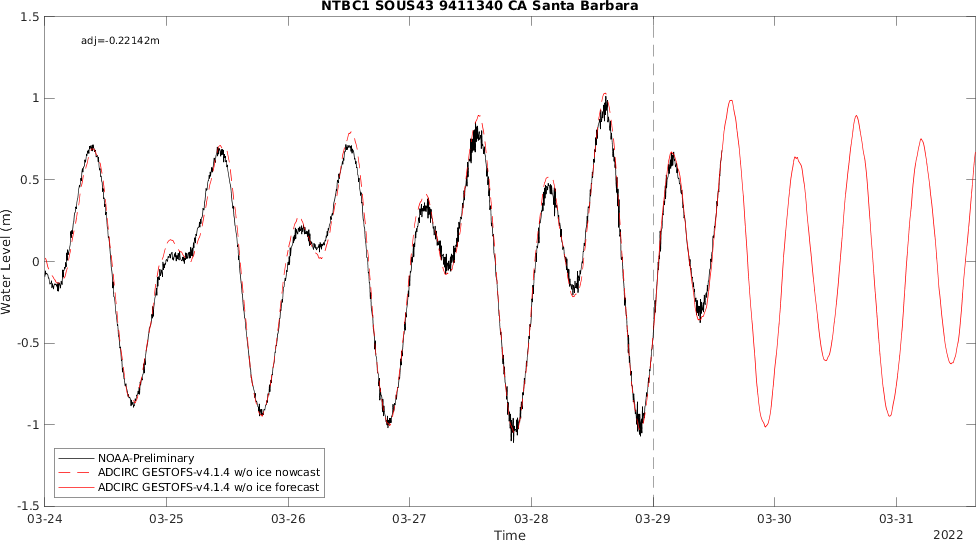 NTBC1 SOUS43 9411340 CA Santa Barbara
adj=-0.22142m
1.5
1
0.5
0
-0.5
-1
-1.5
Water Level (m)
NOAA-Preliminary
ADCIRC GESTOFS-v4.1.4 w/o ice nowcast
ADCIRC GESTOFS-v4.1.4 w/o ice forecast
03-24 03-25 03-26 03-27 03-28 03-29 03-30 03-31
Time
2022